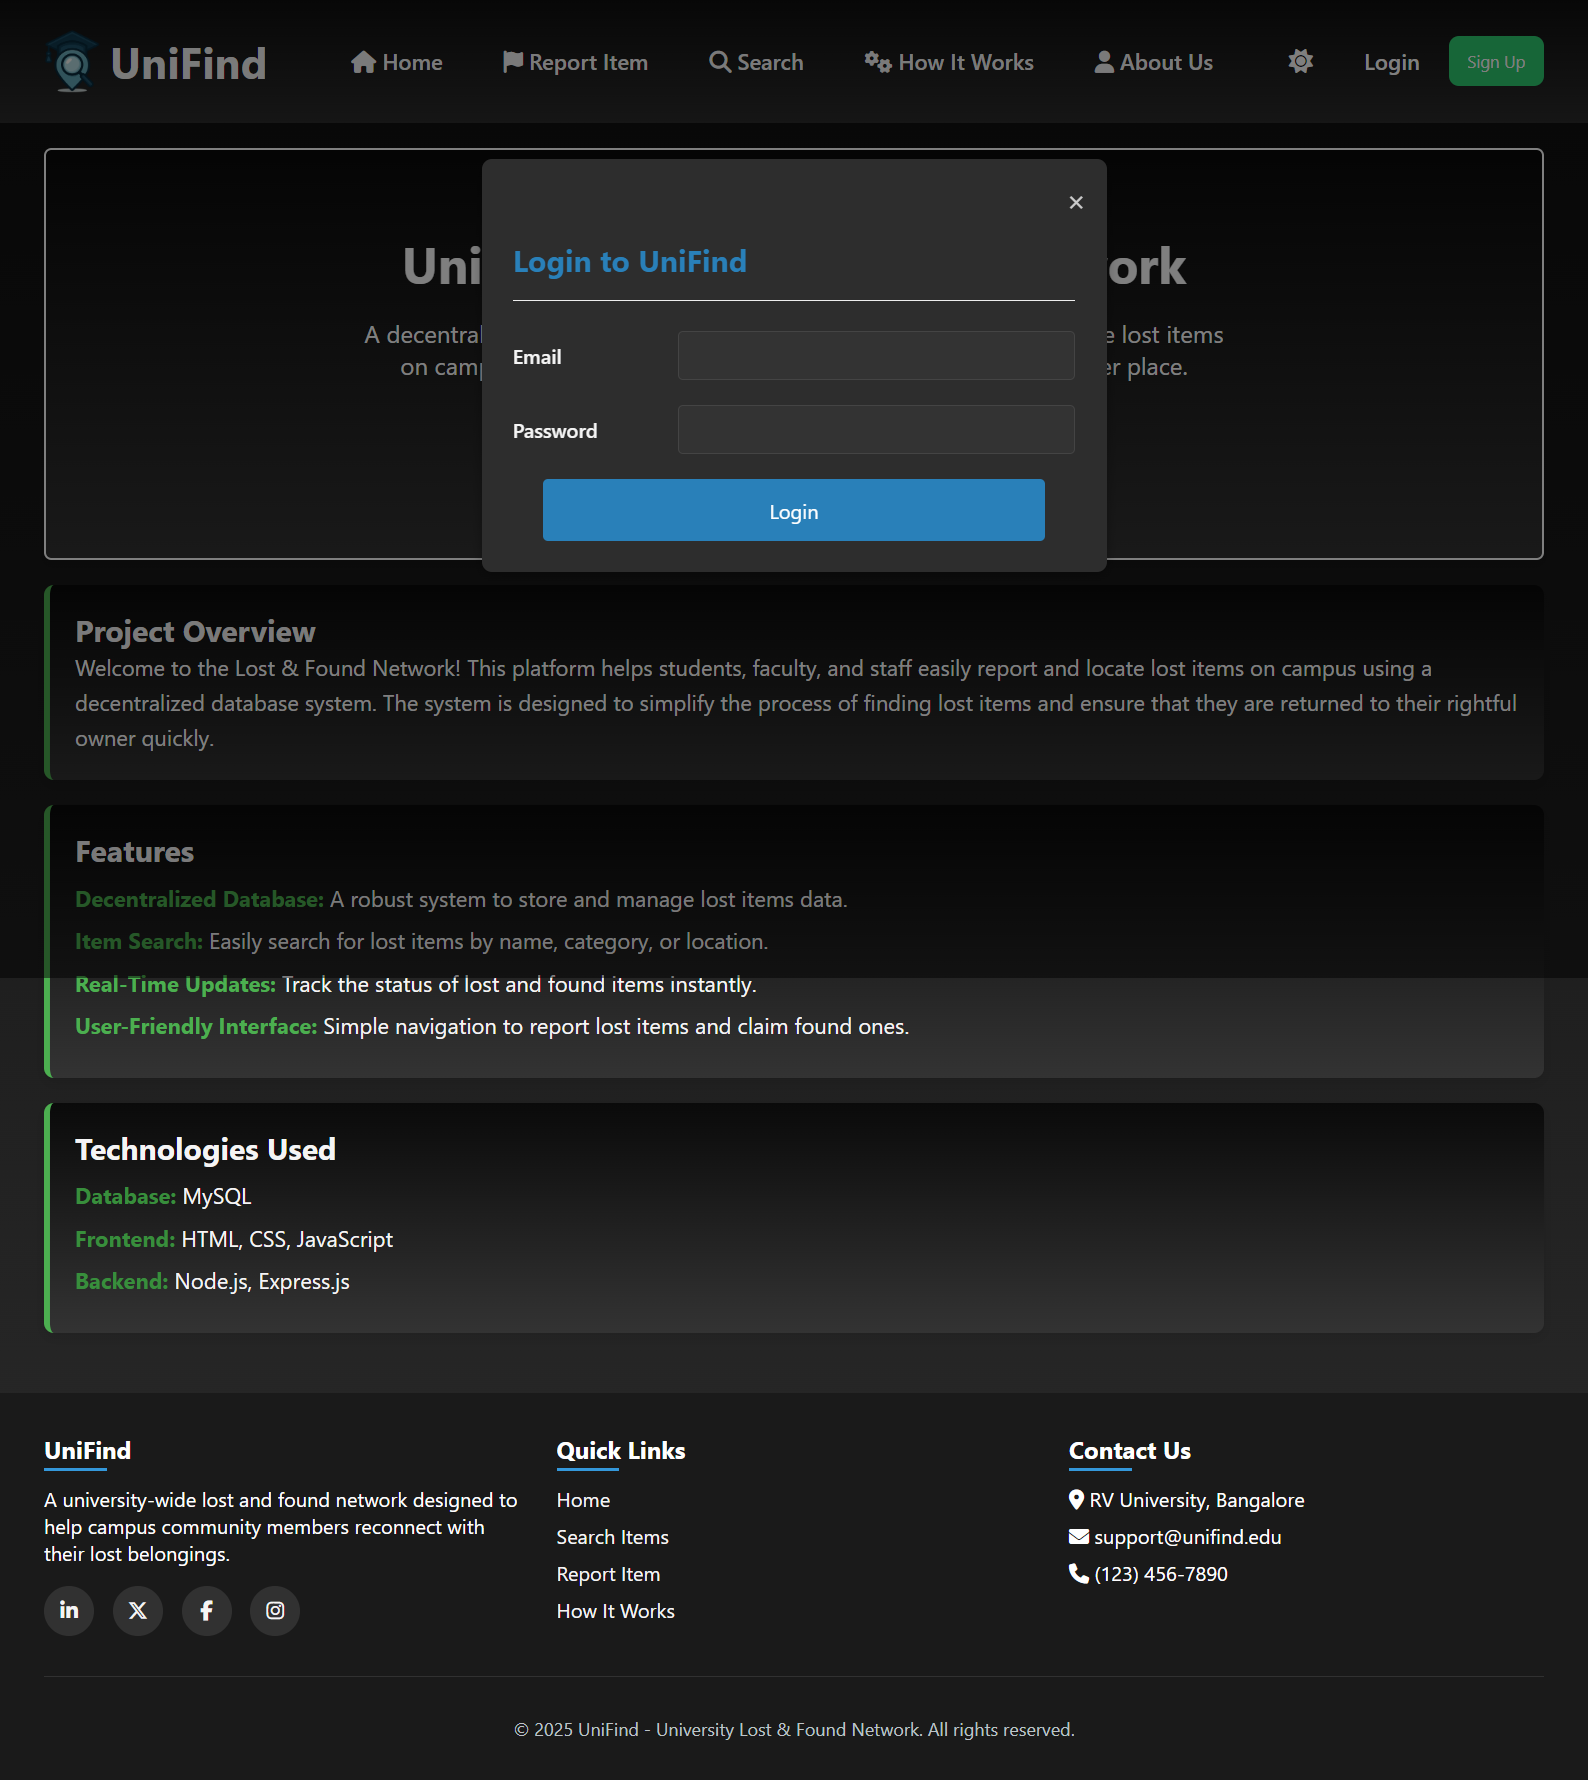 UniFind
Home
Report Item
Search
How It Works
About Us
Login
Sign Up
Uni
ork
A decentral
e lost items
on camp
er place.
×
Login to UniFind
Email
Password
Login
Project Overview
Welcome to the Lost & Found Network! This platform helps students, faculty, and staff easily report and locate lost items on campus using a
decentralized database system. The system is designed to simplify the process of finding lost items and ensure that they are returned to their rightful
owner quickly.
Features
Decentralized Database: A robust system to store and manage lost items data.
Item Search: Easily search for lost items by name, category, or location.
Real-Time Updates: Track the status of lost and found items instantly.
User-Friendly Interface: Simple navigation to report lost items and claim found ones.
Technologies Used
Database: MySQL
Frontend: HTML, CSS, JavaScript
Backend: Node.js, Express.js
UniFind
A university-wide lost and found network designed to
help campus community members reconnect with
their lost belongings.
Quick Links
Home
Search Items
Report Item
How It Works
Contact Us
RV University, Bangalore
support@unifind.edu
(123) 456-7890
© 2025 UniFind - University Lost & Found Network. All rights reserved.